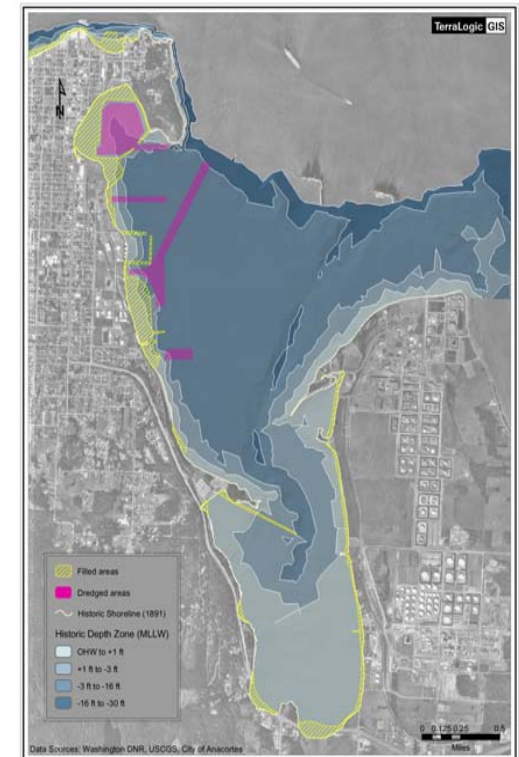 TerraLogic GIS
N
Filled areas
Dredged areas
Historic Shoreline (1891)
Historic Depth Zone (MLLW)
OHW to +1 ft
+1 ft to -3 ft
-3 ft to -16 ft
-16 ft to -30 ft
0 0.125 0.25 0.5
Miles
Data Sources: Washington DNR, USCGS, City of Anacortes